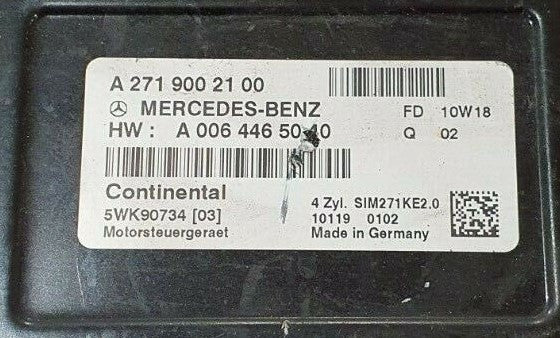 A 271 900 21 00
MERCEDES-BENZ FD 10W18
HW : A 006 446 50 40 Q 02
Continental
5WK90734 [03] 4 Zyl. SIM271KE2.0
10119 0102
Motorsteuergeraet Made in Germany